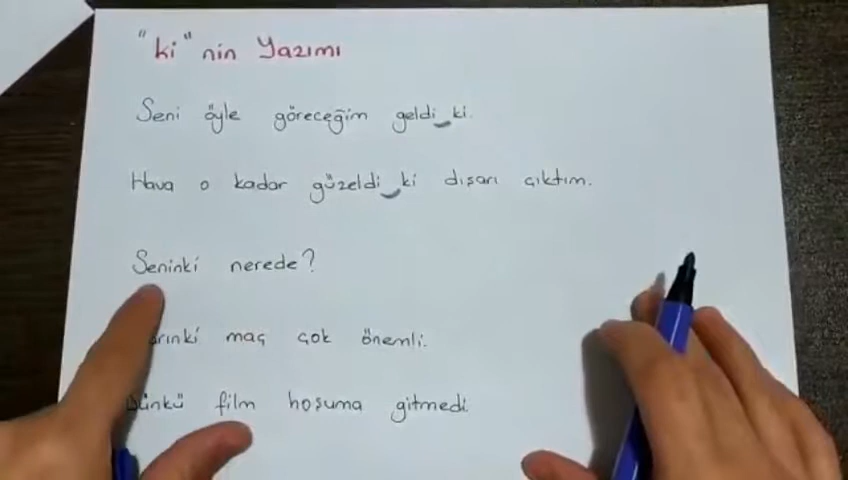 "ki" nin Yazımı
Seni öyle göreceğim geldi ki.
Hava o kadar güzeldi ki dışarı çıktım.
Seninki nerede?
maç çok önemli.
Dünkü film hoşuma gitmedi